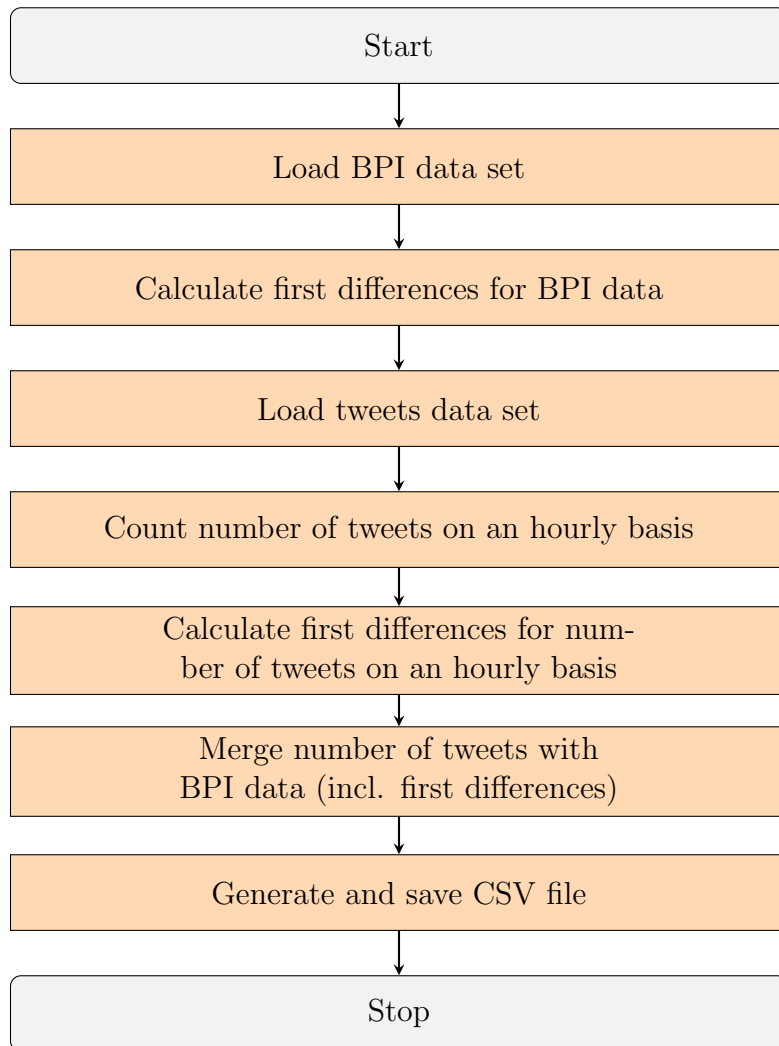 Start
Load BPI data set
Calculate first differences for BPI data
Load tweets data set
Count number of tweets on an hourly basis
Calculate first differences for num-
ber of tweets on an hourly basis
Merge number of tweets with
BPI data (incl. first differences)
Generate and save CSV file
Stop